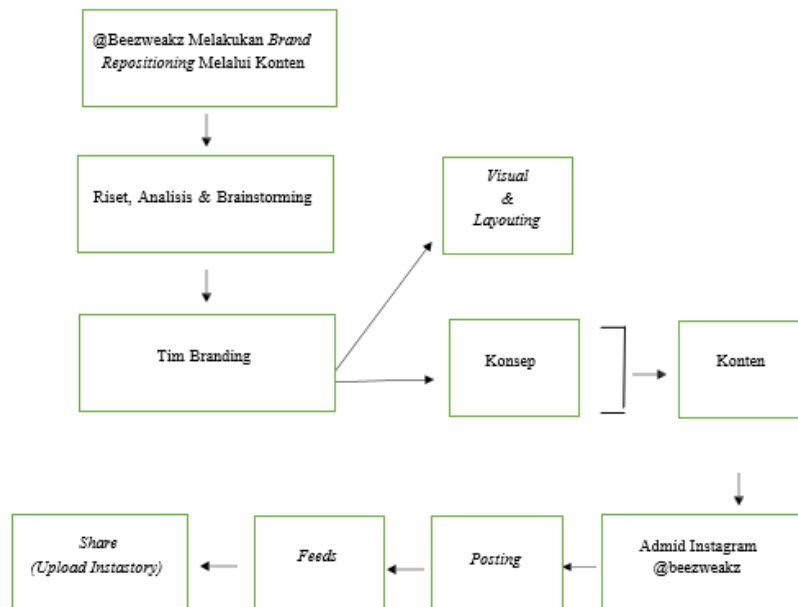 @Beezweakz Melakukan Brand
Repositioning Melalui Konten
Riset, Analisis & Brainstorming
Visual
&
Layouting
Tim Branding
Konsep
Konten
Share
(Upload Instastory)
Feeds
Posting
Admid Instagram
@beezweakz